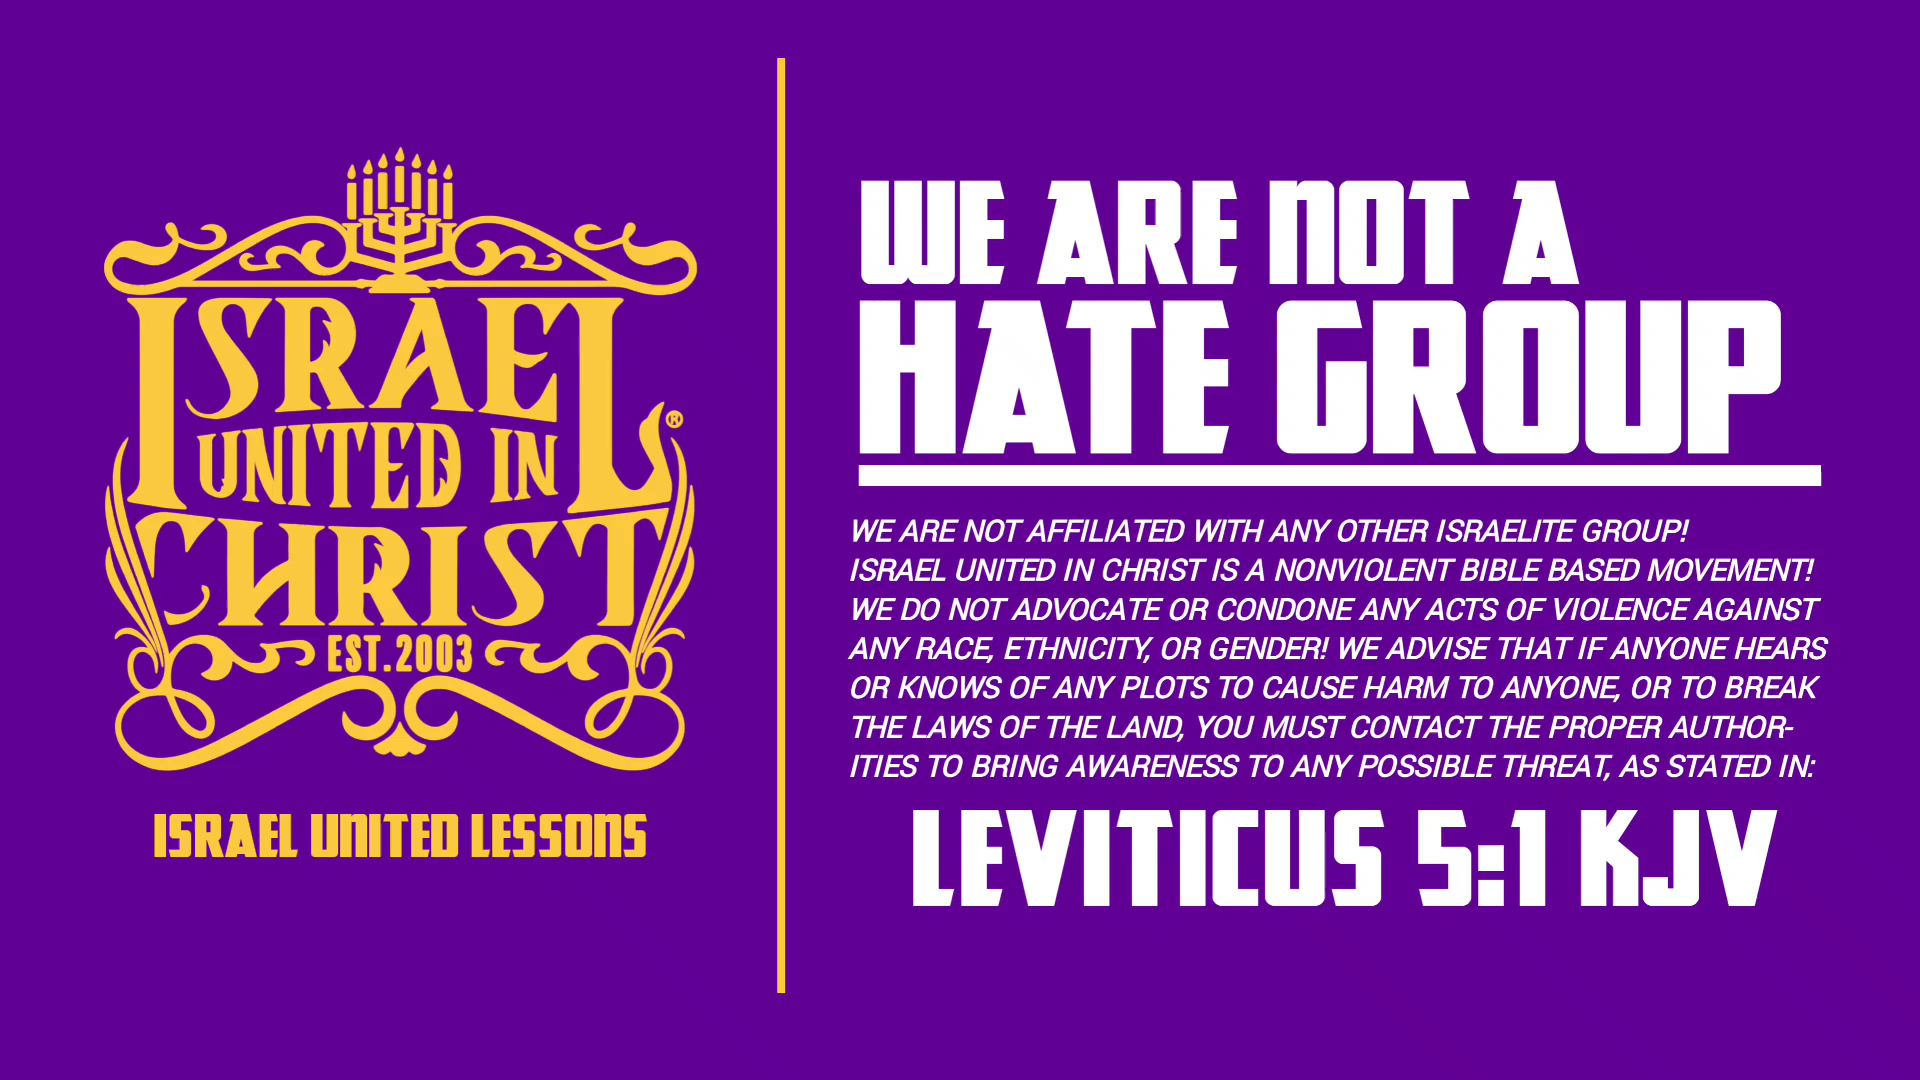 ISRAEL
UNITED IN
CHRIST
®
EST.2003
ISRAEL UNITED LESSONS
WE ARE NOT A
HATE GROUP
WE ARE NOT AFFILIATED WITH ANY OTHER ISRAELITE GROUP!
ISRAEL UNITED IN CHRIST IS A NONVIOLENT BIBLE BASED MOVEMENT!
WE DO NOT ADVOCATE OR CONDONE ANY ACTS OF VIOLENCE AGAINST
ANY RACE, ETHNICITY, OR GENDER! WE ADVISE THAT IF ANYONE HEARS
OR KNOWS OF ANY PLOTS TO CAUSE HARM TO ANYONE, OR TO BREAK
THE LAWS OF THE LAND, YOU MUST CONTACT THE PROPER AUTHOR-
ITIES TO BRING AWARENESS TO ANY POSSIBLE THREAT, AS STATED IN:
LEVITICUS 5:1 KJV